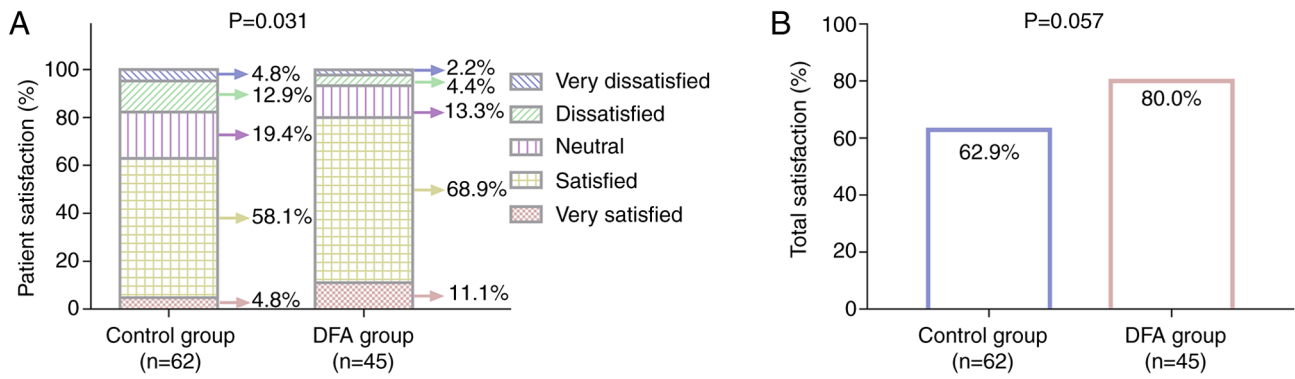 A
P=0.031
Patient satisfaction (%)
100
80
60
40
20
0
4.8%
12.9%
19.4%
58.1%
4.8%
2.2%
4.4%
13.3%
68.9%
11.1%
Control group
(n=62)
DFA group
(n=45)
Very dissatisfied
Dissatisfied
Neutral
Satisfied
Very satisfied
B
P=0.057
Total satisfaction (%)
100
80
60
40
20
0
62.9%
80.0%
Control group
(n=62)
DFA group
(n=45)